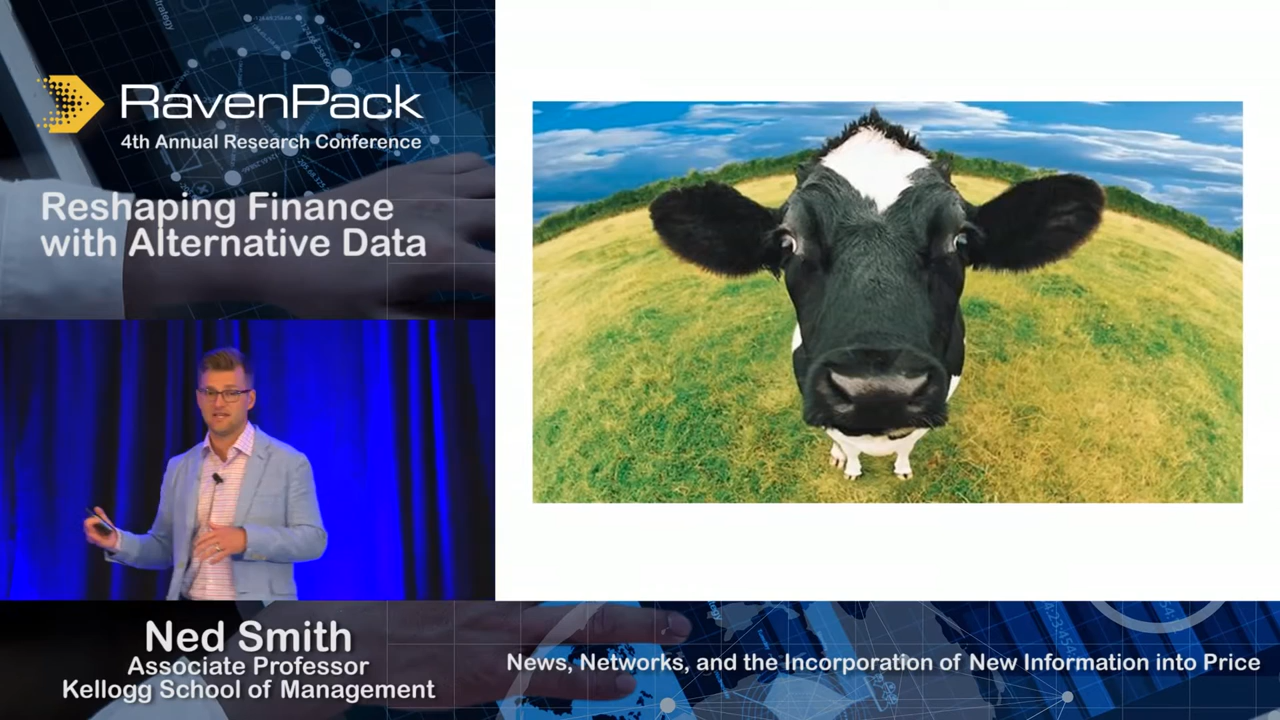 RavenPack
4th Annual Research Conference
Reshaping Finance
with Alternative Data
Ned Smith
Associate Professor
Kellogg School of Management
News, Networks, and the Incorporation of New Information into Price